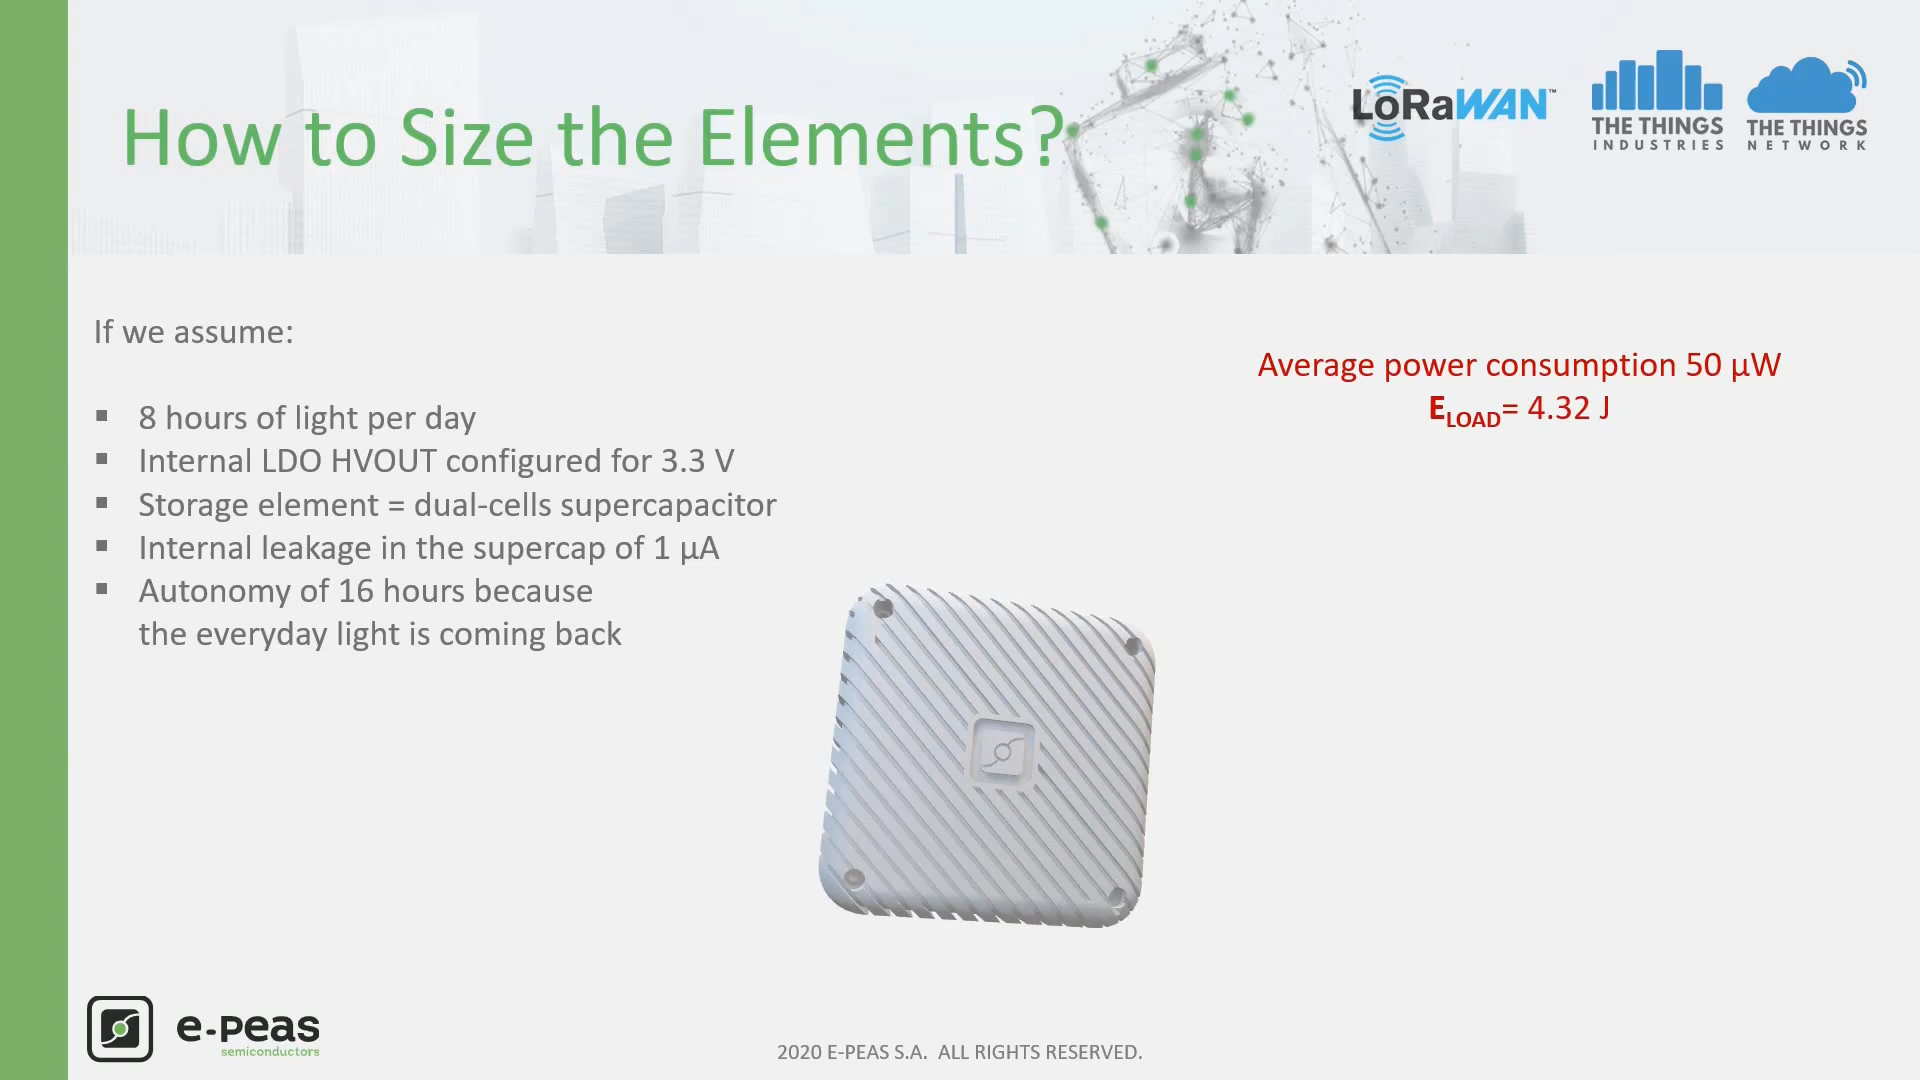 How to Size the Elements?
LoRaWAN™
THE THINGS
INDUSTRIES
THE THINGS
NETWORK
If we assume:
▪ 8 hours of light per day
▪ Internal LDO HVOUT configured for 3.3 V
▪ Storage element = dual-cells supercapacitor
▪ Internal leakage in the supercap of 1 µA
▪ Autonomy of 16 hours because
the everyday light is coming back
Average power consumption 50 µW
E_LOAD= 4.32 J
e-peas
semiconductors
2020 E-PEAS S.A. ALL RIGHTS RESERVED.